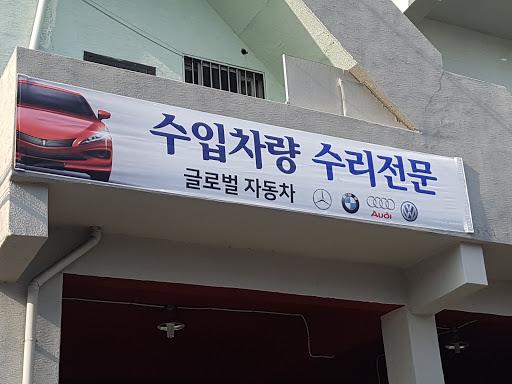 수입차량 수리전문
글로벌 자동차
Audi